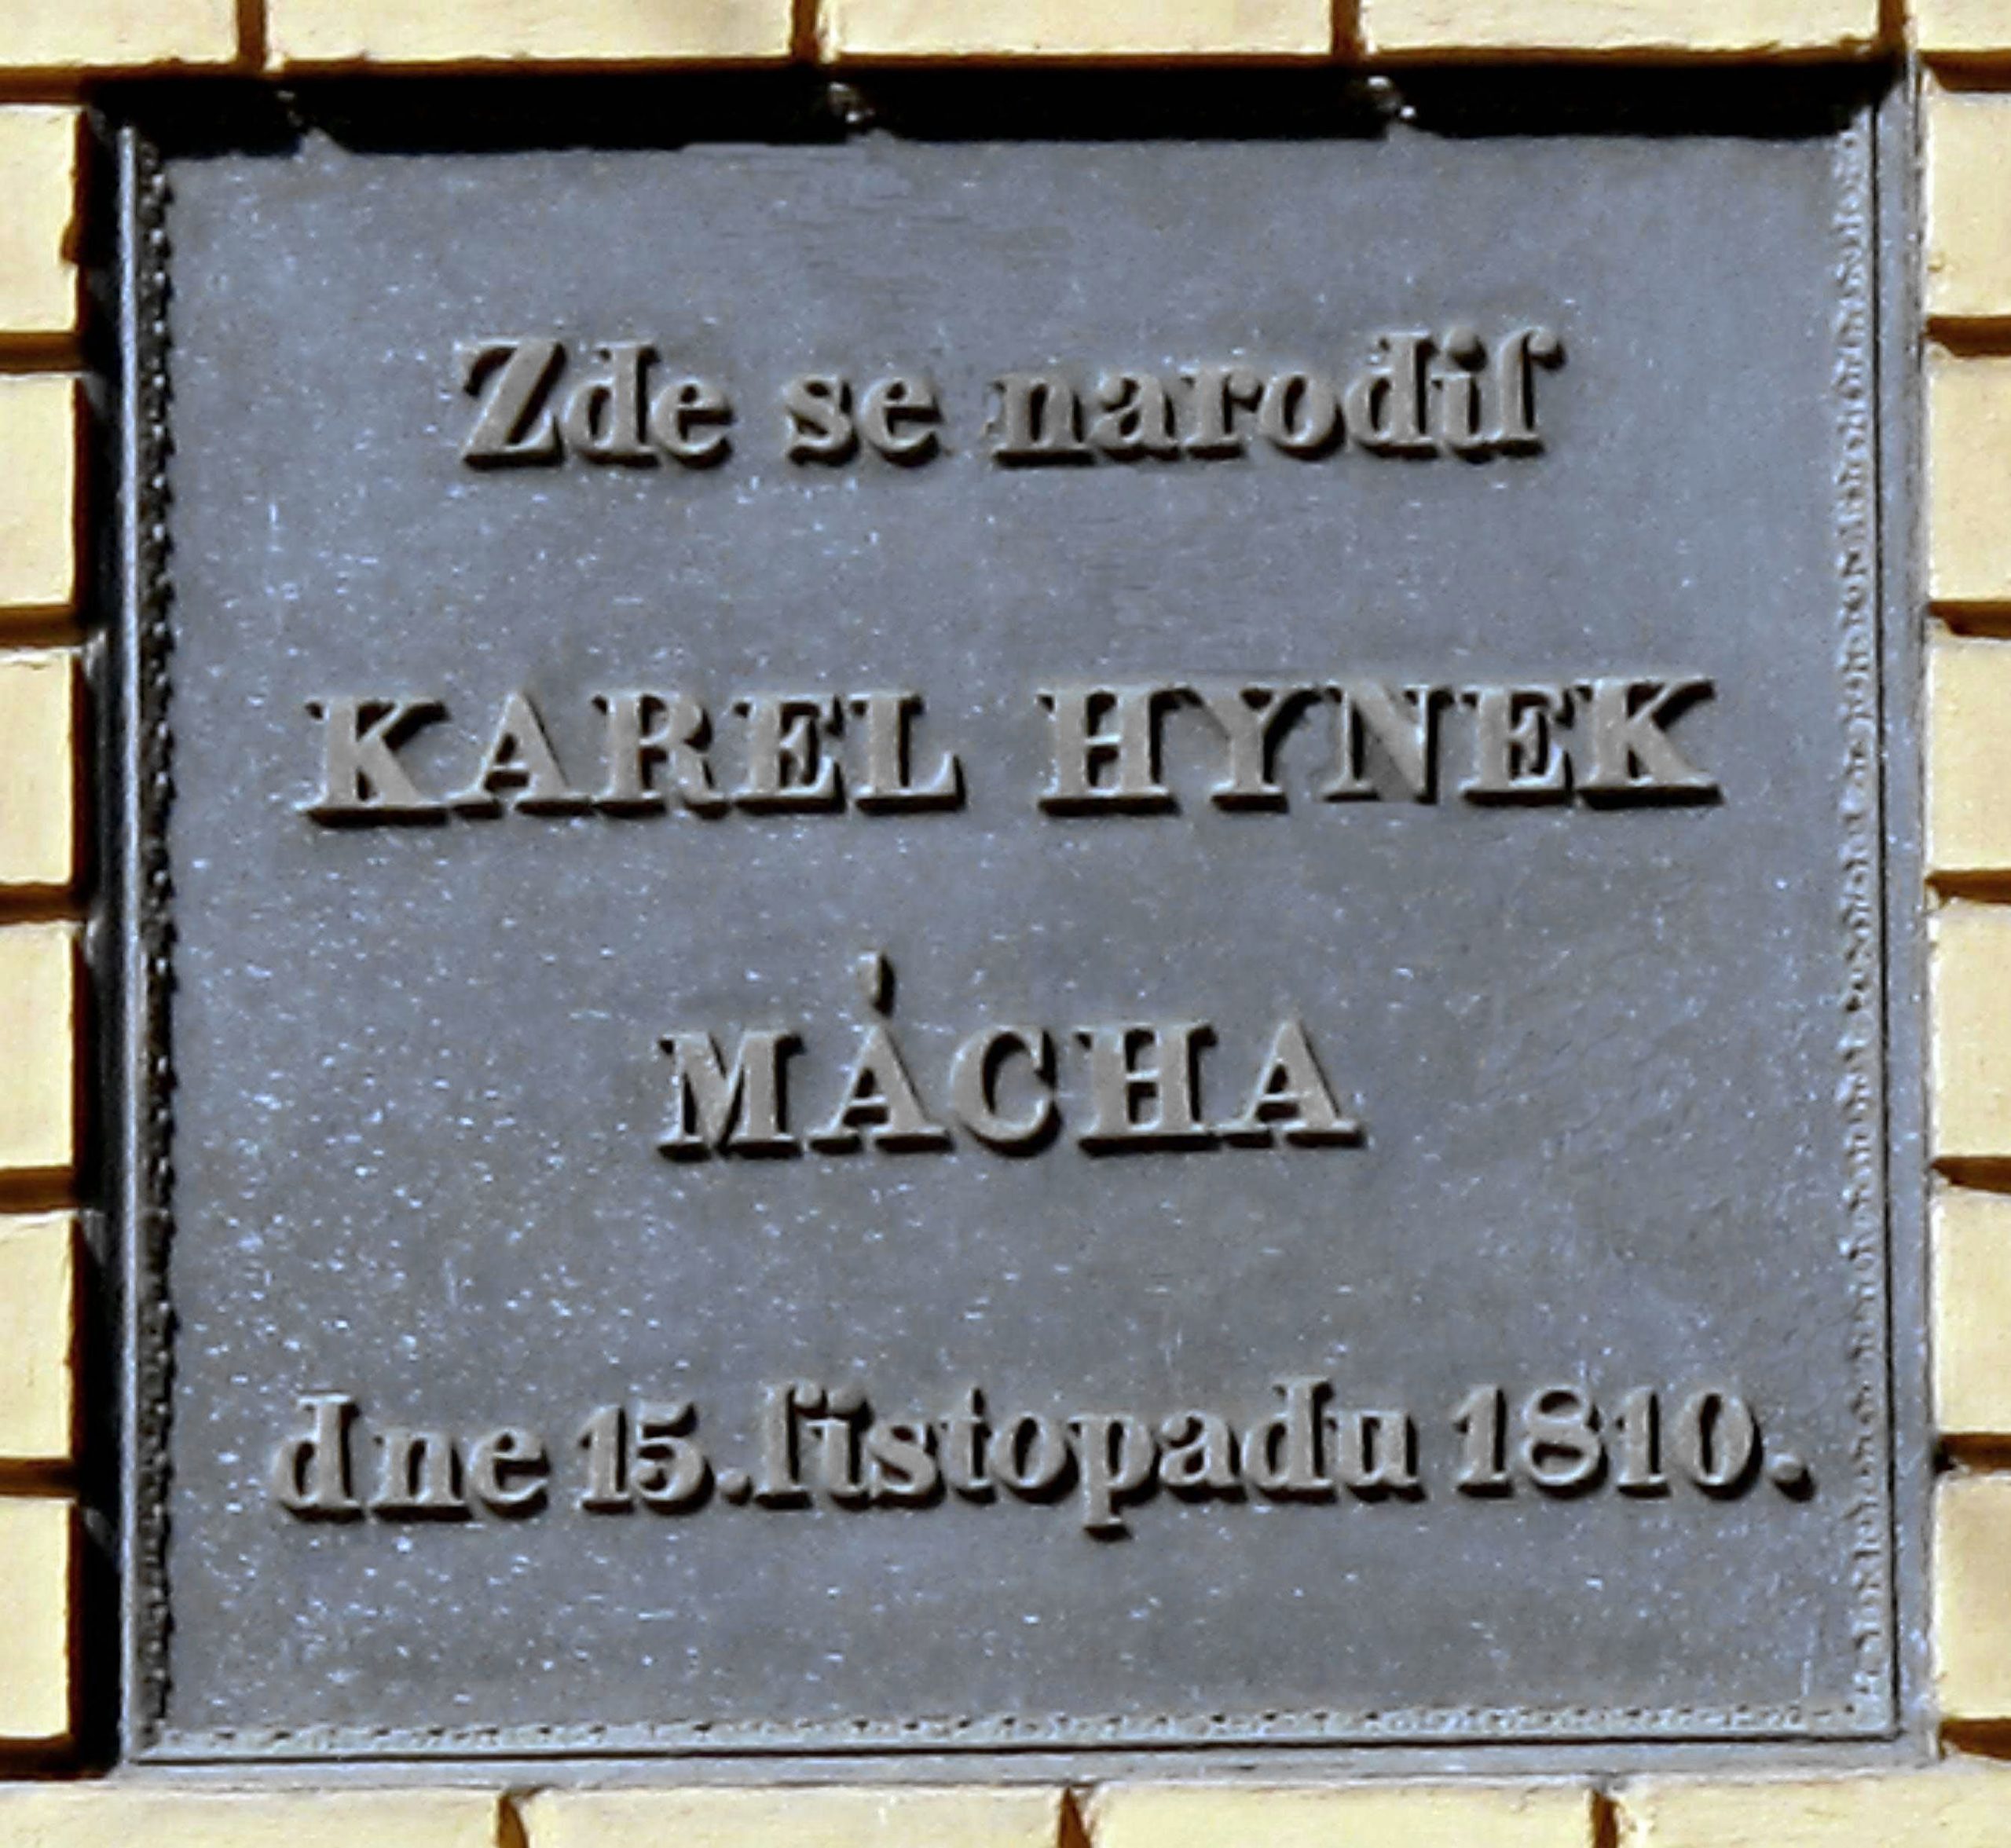 Zde se narodil
KAREL HYNEK
MÁCHA
dne 15. listopadu 1810.